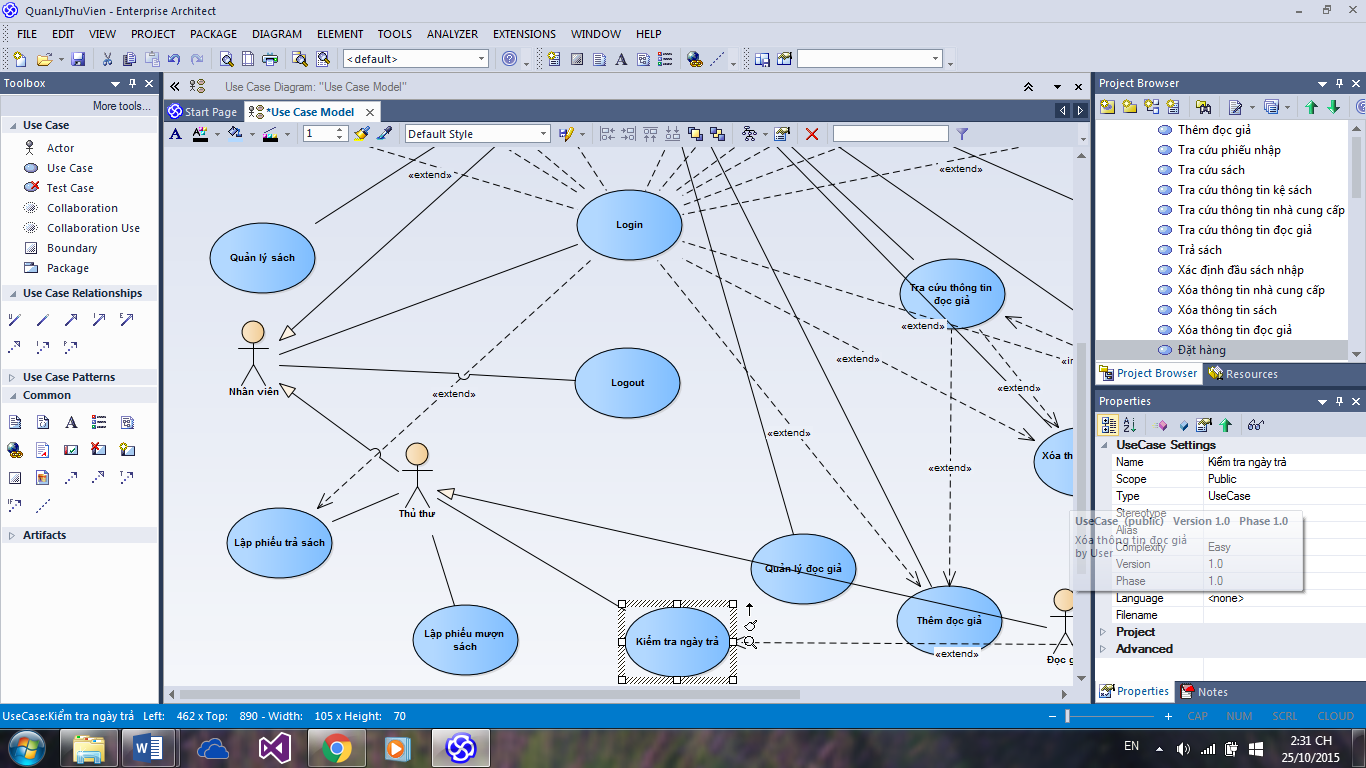 QuanLyThuVien - Enterprise Architect
FILE EDIT VIEW PROJECT PACKAGE DIAGRAM ELEMENT TOOLS ANALYZER EXTENSIONS WINDOW HELP
<default>
Toolbox
More tools...
Use Case
Actor
Use Case
Test Case
Collaboration
Collaboration Use
Boundary
Package
Use Case Relationships
Use Case Patterns
Common
Artifacts
Use Case Diagram: "Use Case Model"
Start Page
*Use Case Model
1
Default Style
«extend»
«extend»
Login
Quản lý sách
Tra cứu thông tin
đọc giả
«extend»
«extend»
«in
Nhân viên
Logout
«extend»
«extend»
«extend»
Xóa th
«extend»
Thủ thư
Lập phiếu trả sách
Quản lý đọc giả
Lập phiếu mượn
sách
Kiểm tra ngày trả
Thêm đọc giả
«extend»
Đọc g
Project Browser
Thêm đọc giả
Tra cứu phiếu nhập
Tra cứu sách
Tra cứu thông tin kệ sách
Tra cứu thông tin nhà cung cấp
Tra cứu thông tin đọc giả
Trả sách
Xác định đầu sách nhập
Xóa thông tin nhà cung cấp
Xóa thông tin sách
Xóa thông tin đọc giả
Đặt hàng
Project Browser
Resources
Properties
UseCase Settings
Name Kiểm tra ngày trả
Scope Public
Type UseCase
Stereotype
Alias
Complexity Easy
Version 1.0
Phase 1.0
Language <none>
Filename
Project
Advanced
UseCase (public) Version 1.0 Phase 1.0
Xóa thông tin đọc giả
by User
Properties
Notes
UseCase:Kiểm tra ngày trả Left: 462 x Top: 890 - Width: 105 x Height: 70
CAP NUM SCRL CLOUD
EN
2:31 CH
25/10/2015